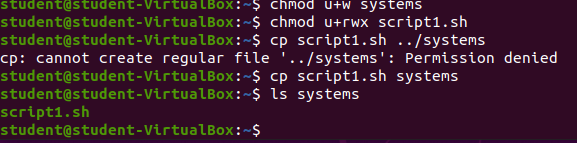 student@student-VirtualBox:~$ chmod u+w systems
student@student-VirtualBox:~$ chmod u+rwx script1.sh
student@student-VirtualBox:~$ cp script1.sh ../systems
cp: cannot create regular file '../systems': Permission denied
student@student-VirtualBox:~$ cp script1.sh systems
student@student-VirtualBox:~$ ls systems
script1.sh
student@student-VirtualBox:~$